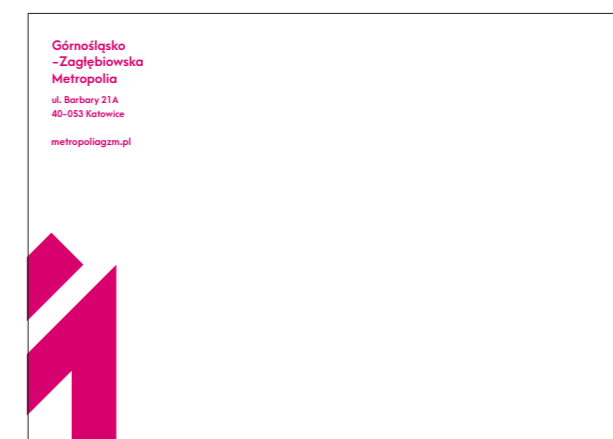 Górnośląsko
-Zagłębiowska
Metropolia
ul. Barbary 21A
40-053 Katowice
metropoliagzm.pl